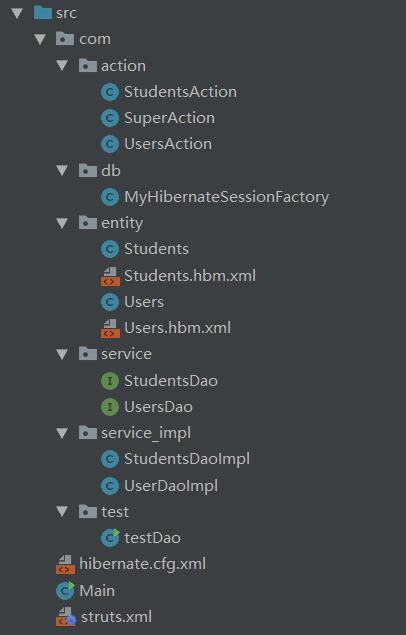 src
com
action
StudentsAction
SuperAction
UsersAction
db
MyHibernateSessionFactory
entity
Students
Students.hbm.xml
Users
Users.hbm.xml
service
StudentsDao
UsersDao
service_impl
StudentsDaoImpl
UserDaoImpl
test
testDao
hibernate.cfg.xml
Main
struts.xml